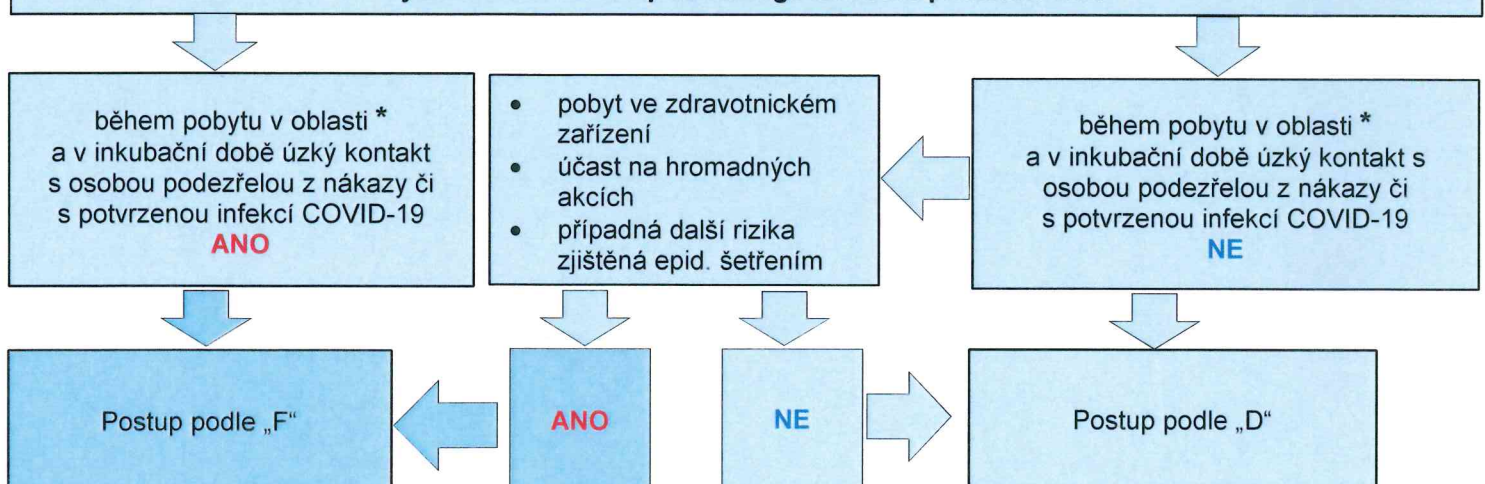 během pobytu v oblasti *
a v inkubační době úzký kontakt
s osobou podezřelou z nákazy či
s potvrzenou infekcí COVID-19
ANO
• pobyt ve zdravotnickém
zařízení
• účast na hromadných
akcích
• případná další rizika
zjištěná epid. šetřením
během pobytu v oblasti *
a v inkubační době úzký kontakt s
osobou podezřelou z nákazy či
s potvrzenou infekcí COVID-19
NE
Postup podle „F“
ANO
NE
Postup podle „D“